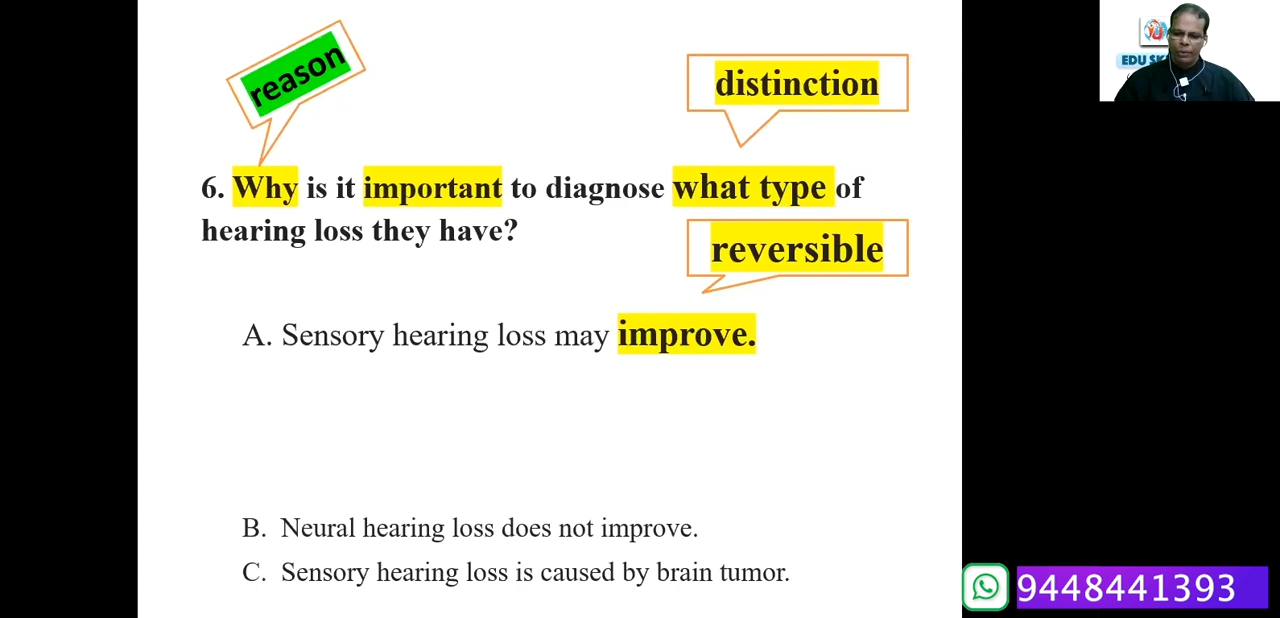 reason
distinction
6. Why is it important to diagnose what type of
hearing loss they have?
reversible
A. Sensory hearing loss may improve.
B. Neural hearing loss does not improve.
C. Sensory hearing loss is caused by brain tumor.
EDU
9448441393